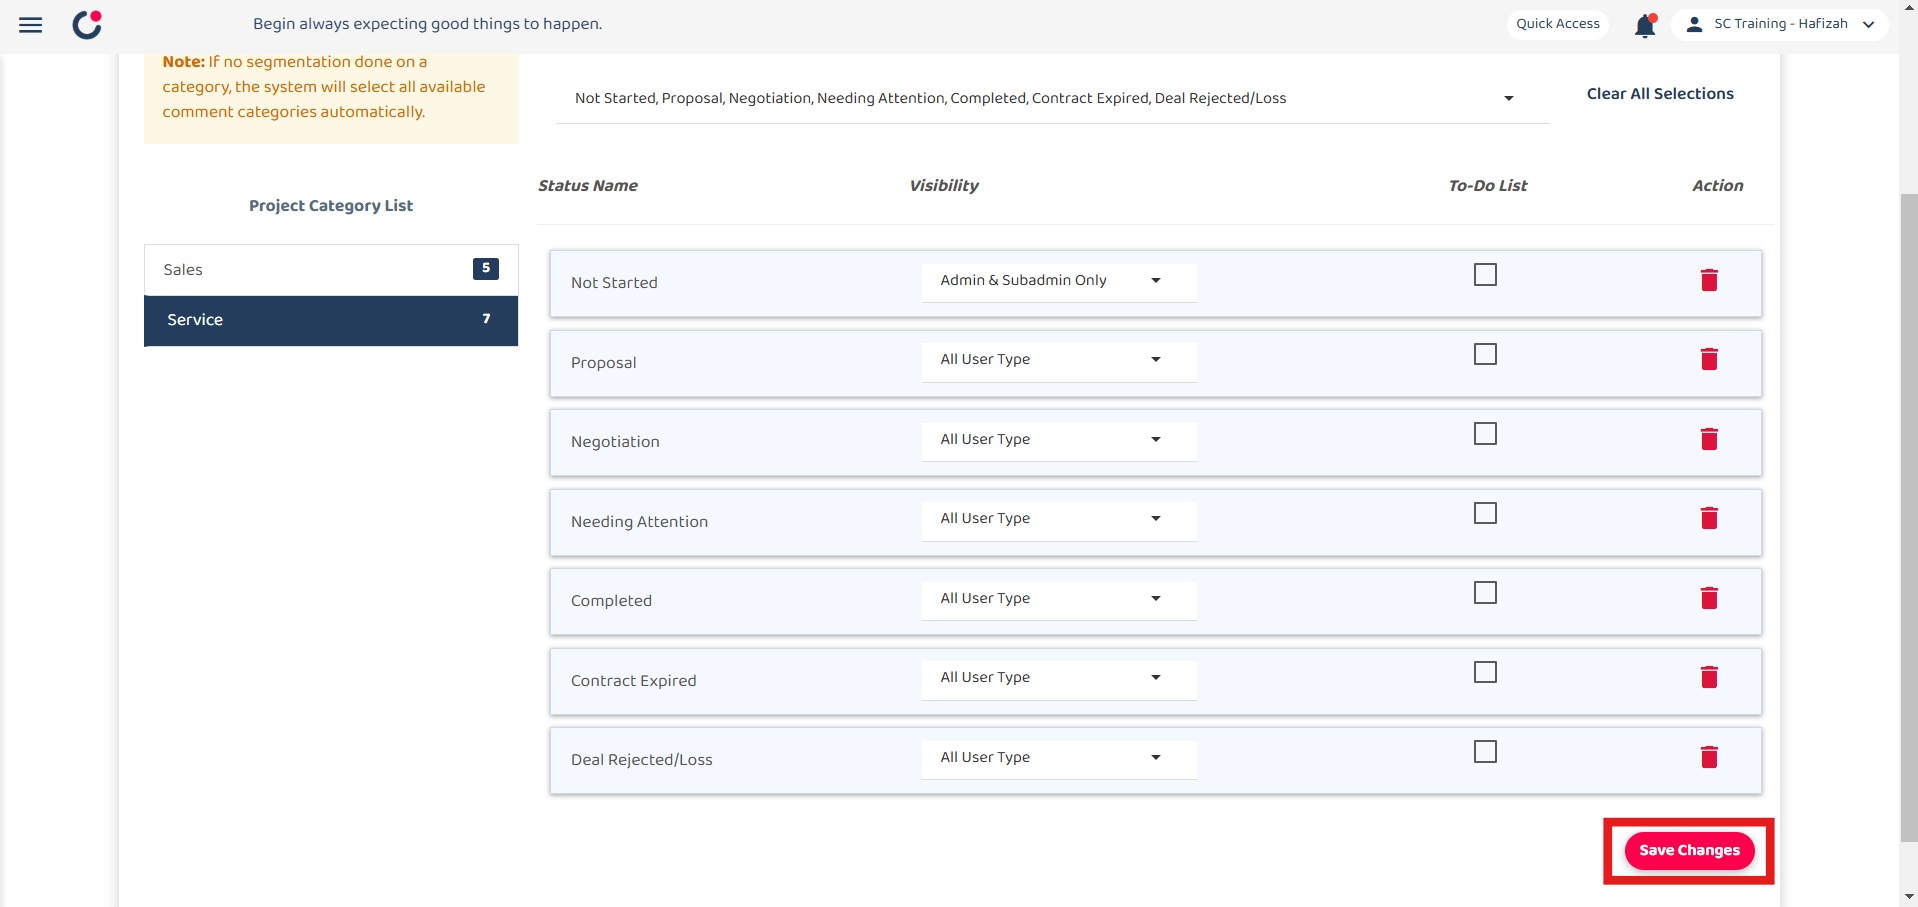 Begin always expecting good things to happen.
Quick Access
SC Training - Hafizah
Note: If no segmentation done on a
category, the system will select all available
comment categories automatically.
Not Started, Proposal, Negotiation, Needing Attention, Completed, Contract Expired, Deal Rejected/Loss
Clear All Selections
Project Category List
Sales 5
Service 7
Status Name Visibility To-Do List Action
Not Started Admin & Subadmin Only
Proposal All User Type
Negotiation All User Type
Needing Attention All User Type
Completed All User Type
Contract Expired All User Type
Deal Rejected/Loss All User Type
Save Changes